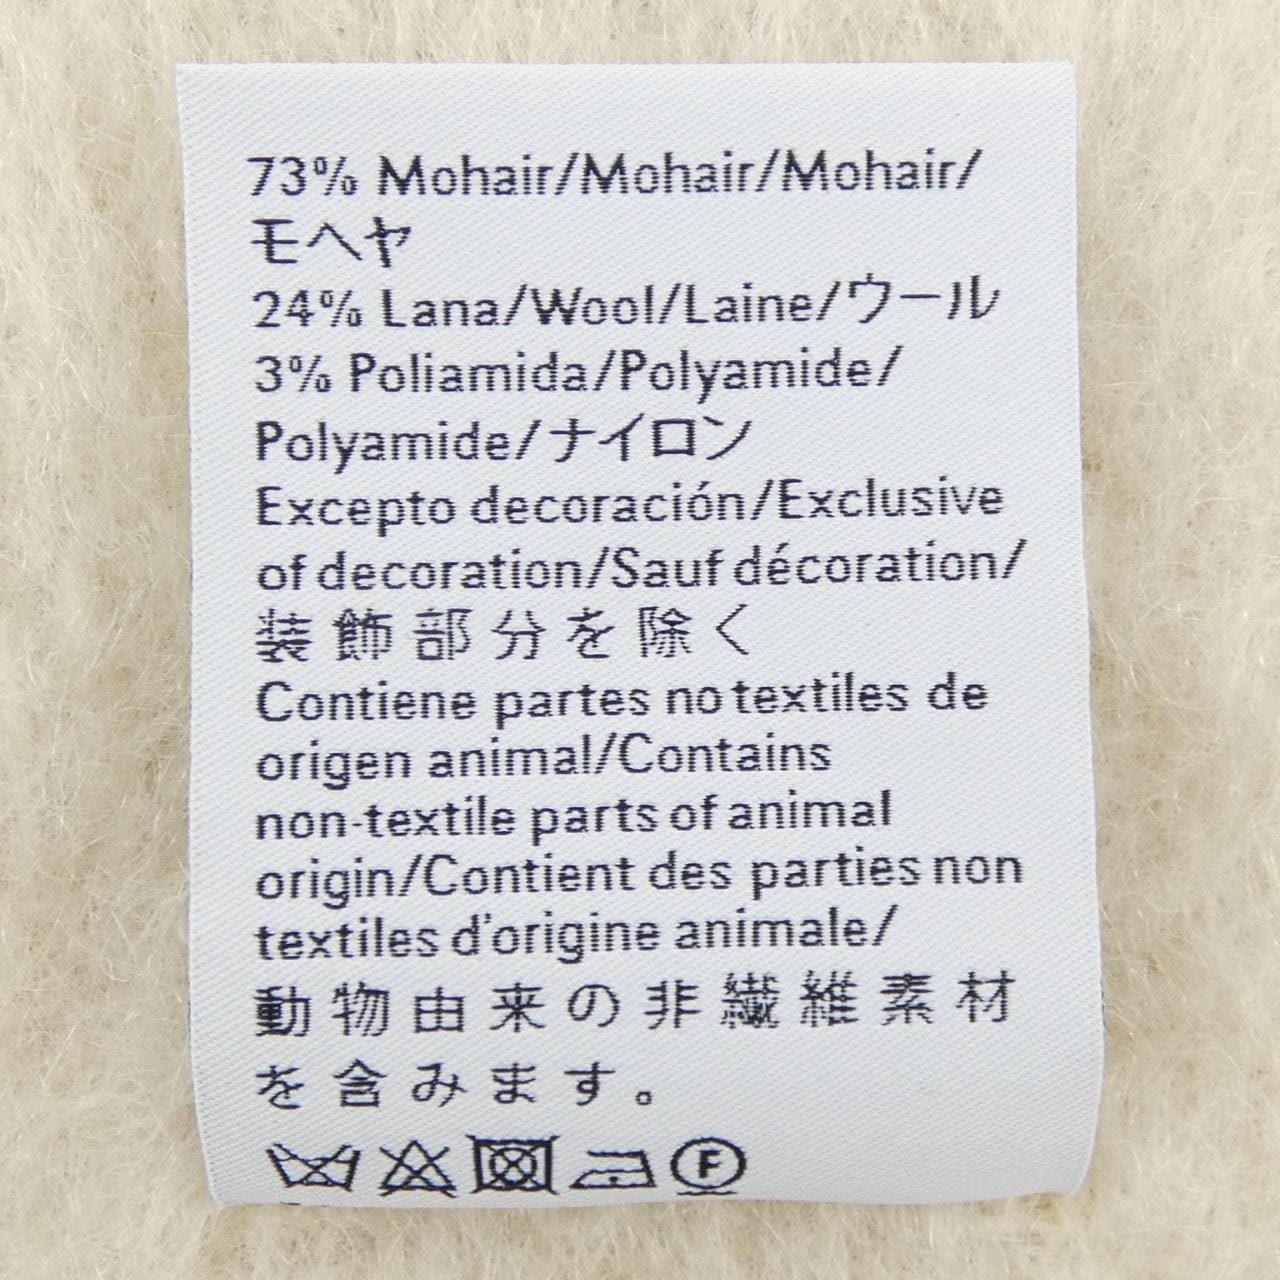 73% Mohair/Mohair/Mohair/
モヘヤ
24% Lana/Wool/Laine/ウール
3% Poliamida/Polyamide/
Polyamide/ナイロン
Excepto decoración/Exclusive
of decoration/Sauf décoration/
装飾部分を除く
Contiene partes no textiles de
origen animal/Contains
non-textile parts of animal
origin/Contient des parties non
textiles d'origine animale/
動物由来の非繊維素材
を含みます。
F